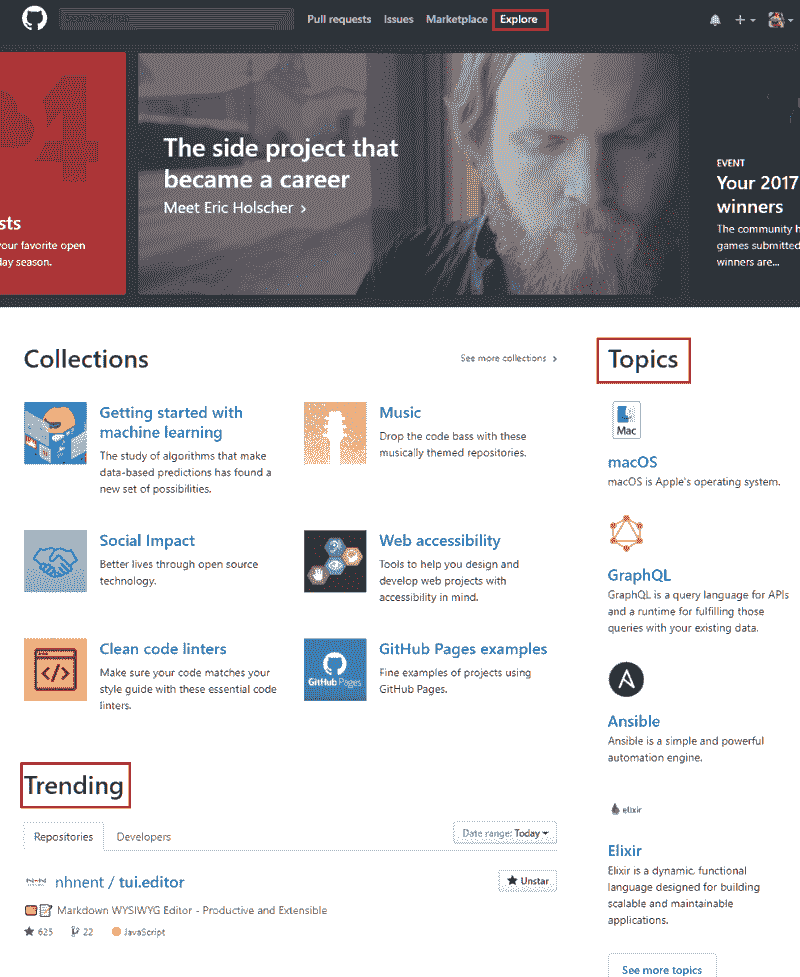 Pull requests Issues Marketplace Explore
sts
your favorite open
day season.
The side project that
became a career
Meet Eric Holscher
EVENT
Your 2017
winners
The community h
games submitted
winners are...
Collections
See more collections
Getting started with
machine learning
The study of algorithms that make
data-based predictions has found a
new set of possibilities.
Music
Drop the code bass with these
musically themed repositories.
Social Impact
Better lives through open source
technology.
Web accessibility
Tools to help you design and
develop web projects with
accessibility in mind.
Clean code linters
Make sure your code matches your
style guide with these essential code
linters.
GitHub Pages
GitHub Pages examples
Fine examples of projects using
GitHub Pages.
Topics
Mac
macOS
macOS is Apple's operating system.
GraphQL
GraphQL is a query language for APIs
and a runtime for fulfilling those
queries with your existing data.
Ansible
Ansible is a simple and powerful
automation engine.
elixir
Elixir
Elixir is a dynamic, functional
language designed for building
scalable and maintainable
applications.
See more topics
Trending
Repositories Developers
Date range: Today
nhnent / tui.editor
Unstar
Markdown WYSIWYG Editor - Productive and Extensible
625 22 JavaScript